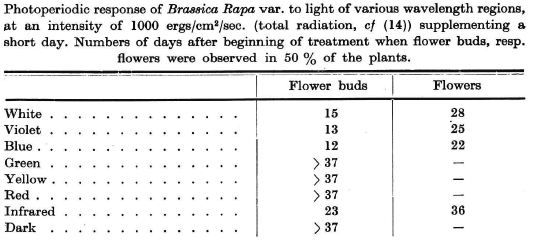 Photoperiodic response of Brassica Rapa var. to light of various wavelength regions,
at an intensity of 1000 ergs/cm²/sec. (total radiation, cf (14)) supplementing a
short day. Numbers of days after beginning of treatment when flower buds, resp.
flowers were observed in 50 % of the plants.
Flower buds Flowers
White . . . . . . . . . . . . . . . 15 28
Violet . . . . . . . . . . . . . . 13 25
Blue . . . . . . . . . . . . . . . 12 22
Green . . . . . . . . . . . . . . > 37 —
Yellow . . . . . . . . . . . . . . > 37 —
Red . . . . . . . . . . . . . . . > 37 —
Infrared . . . . . . . . . . . . . 23 36
Dark . . . . . . . . . . . . . . . > 37 —